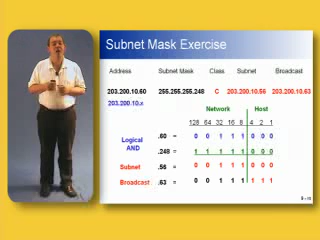 Subnet Mask Exercise
Address Subnet Mask Class Subnet Broadcast
203.200.10.60 255.255.255.248 C 203.200.10.56 203.200.10.63
203.200.10.x Network Host
128 64 32 16 8 4 2 1
.60 = 0 0 1 1 1 1 0 0
Logical
AND
.248 = 1 1 1 1 1 0 0 0
Subnet .56 = 0 0 1 1 1 0 0 0
Broadcast .63 = 0 0 1 1 1 1 1 1